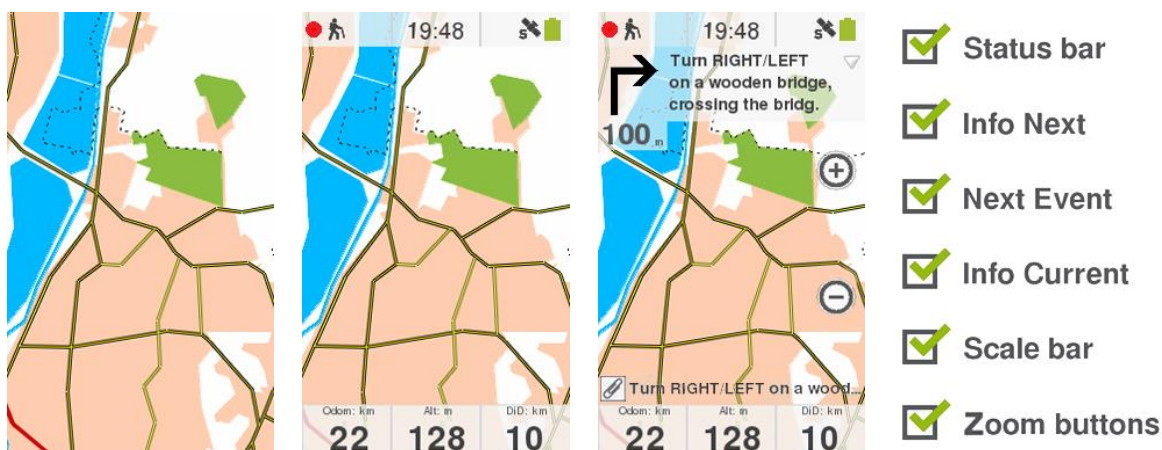 19:48
S
Odom: km
Alt: m
DiD: km
22
128
10
19:48
S
Turn RIGHT/LEFT
on a wooden bridge,
crossing the bridg.
100 m
Turn RIGHT/LEFT on a wood...
Odom: km
Alt: m
DiD: km
22
128
10
Status bar
Info Next
Next Event
Info Current
Scale bar
Zoom buttons